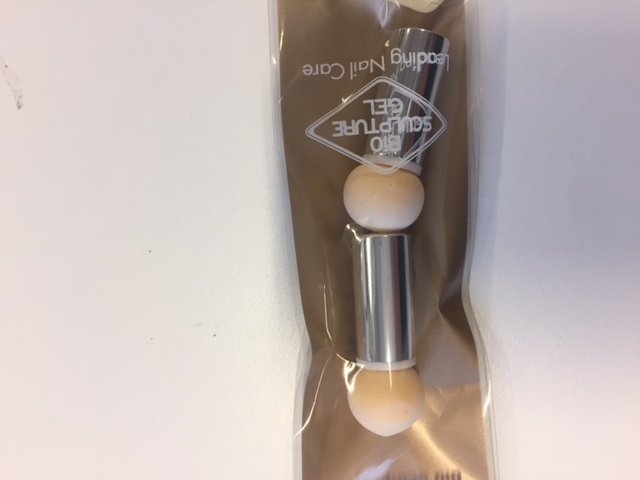 BIO
SCULPTURE
GEL
Leading Nail Care